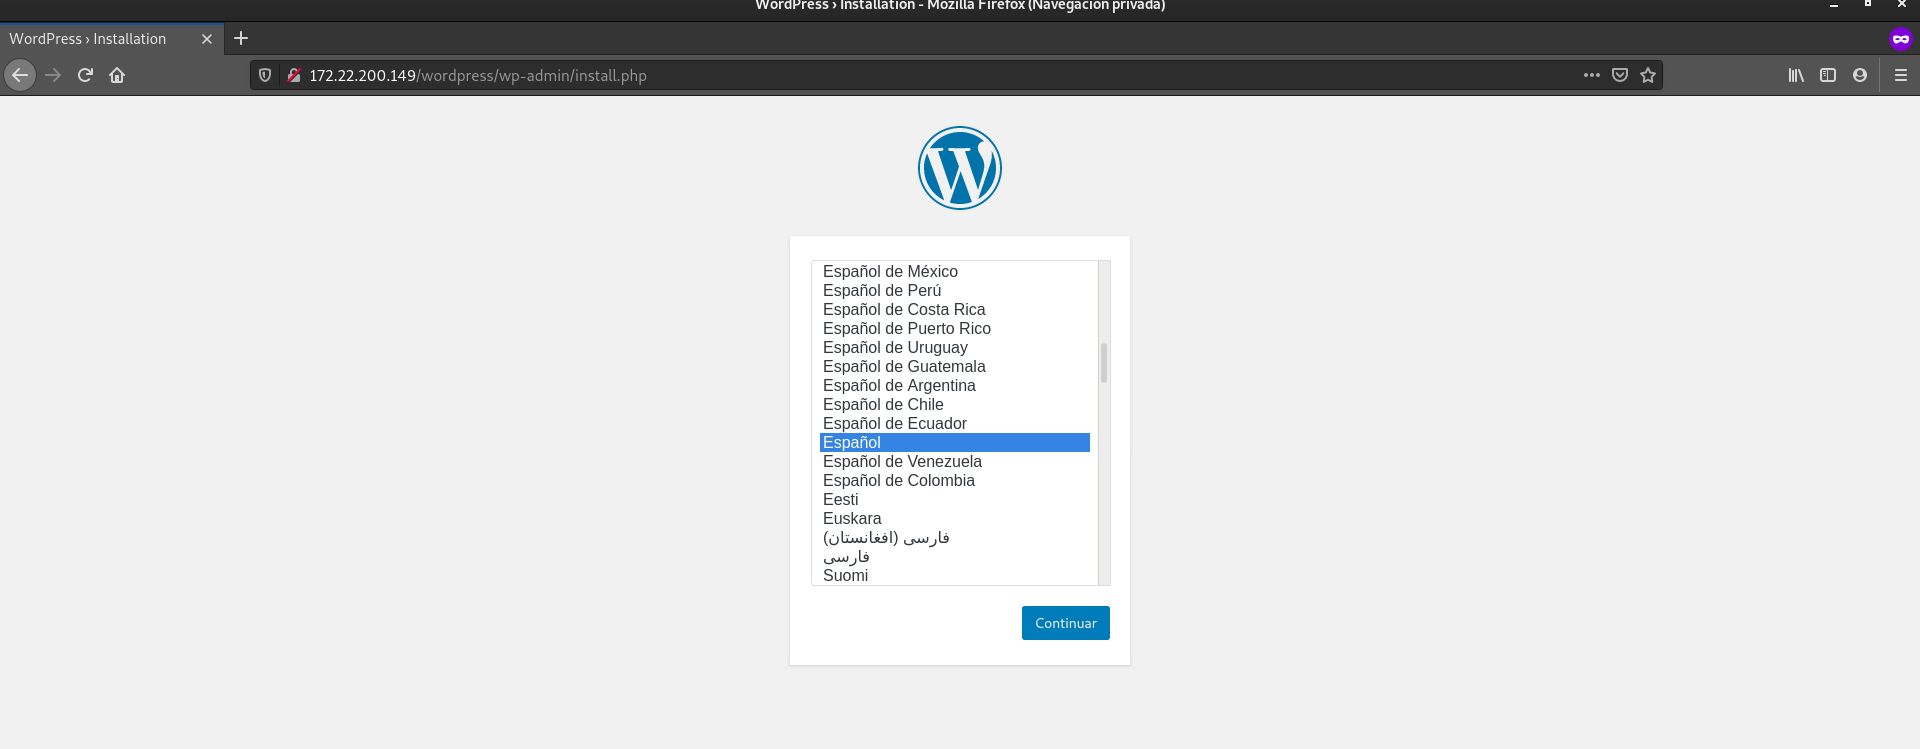 WordPress › Installation - Mozilla Firefox (Navegación privada)
WordPress › Installation
172.22.200.149/wordpress/wp-admin/install.php
Español de México
Español de Perú
Español de Costa Rica
Español de Puerto Rico
Español de Uruguay
Español de Guatemala
Español de Argentina
Español de Chile
Español de Ecuador
Español
Español de Venezuela
Español de Colombia
Eesti
Euskara
(فارسی (افغانستان
فارسی
Suomi
Continuar